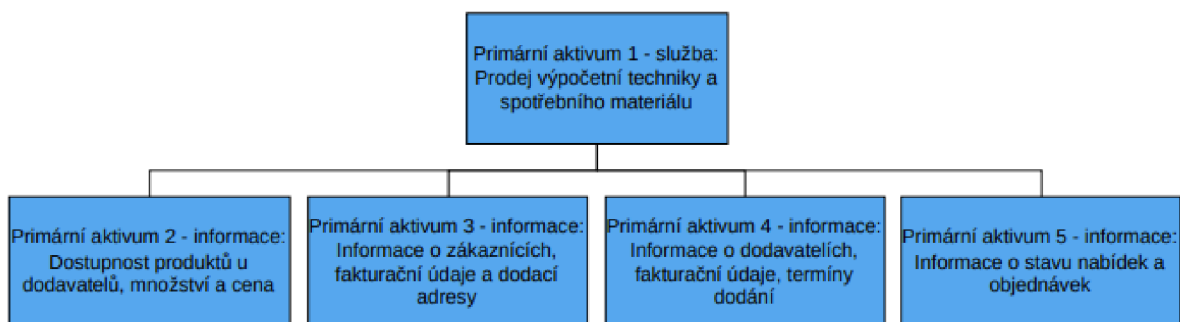 Primární aktivum 1 - služba:
Prodej výpočetní techniky a
spotřebního materiálu
Primární aktivum 2 - informace:
Dostupnost produktů u
dodavatelů, množství a cena
Primární aktivum 3 - informace:
Informace o zákaznících,
fakturační údaje a dodací
adresy
Primární aktivum 4 - informace:
Informace o dodavatelích,
fakturační údaje, termíny
dodání
Primární aktivum 5 - informace:
Informace o stavu nabídek a
objednávek